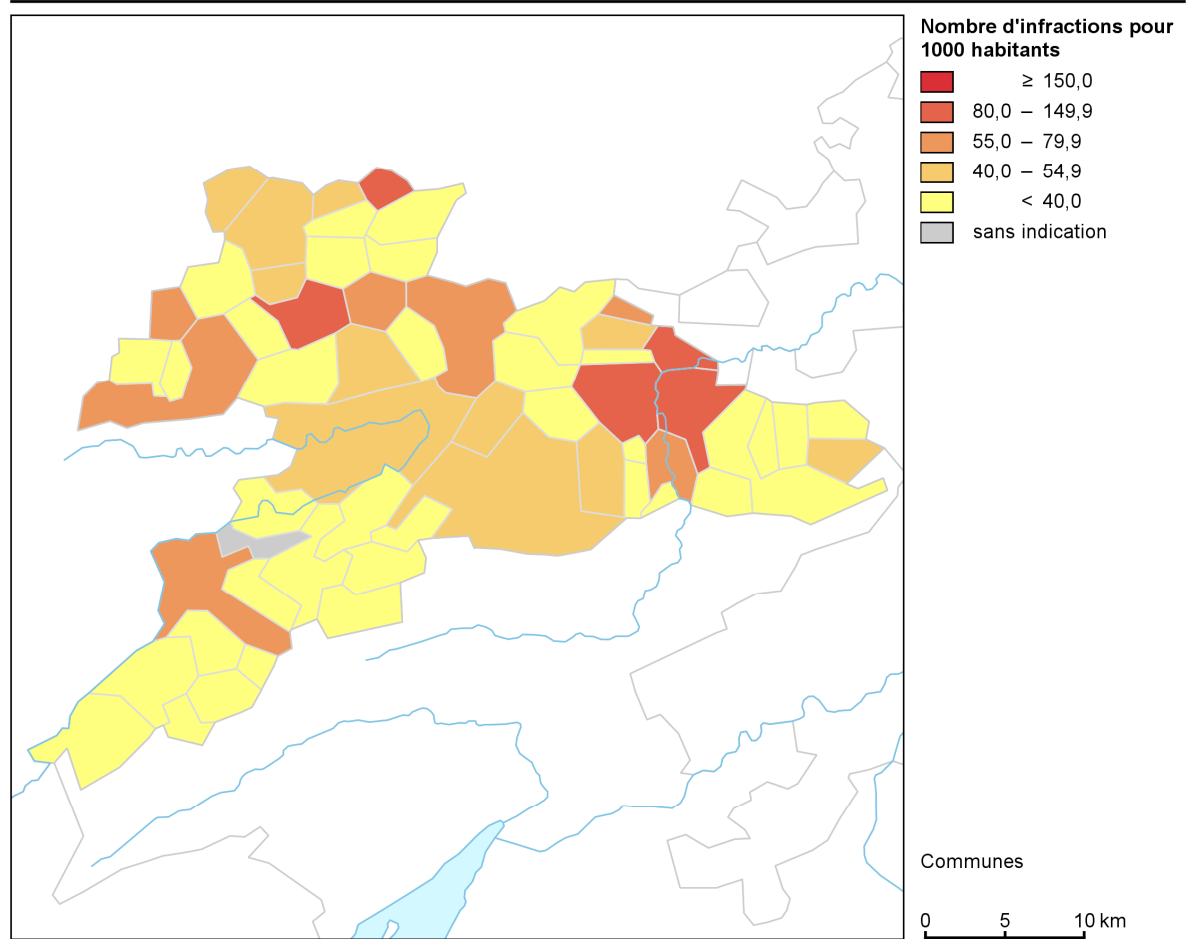 Nombre d'infractions pour
1000 habitants
≥ 150,0
80,0 – 149,9
55,0 – 79,9
40,0 – 54,9
< 40,0
sans indication
Communes
0 5 10 km